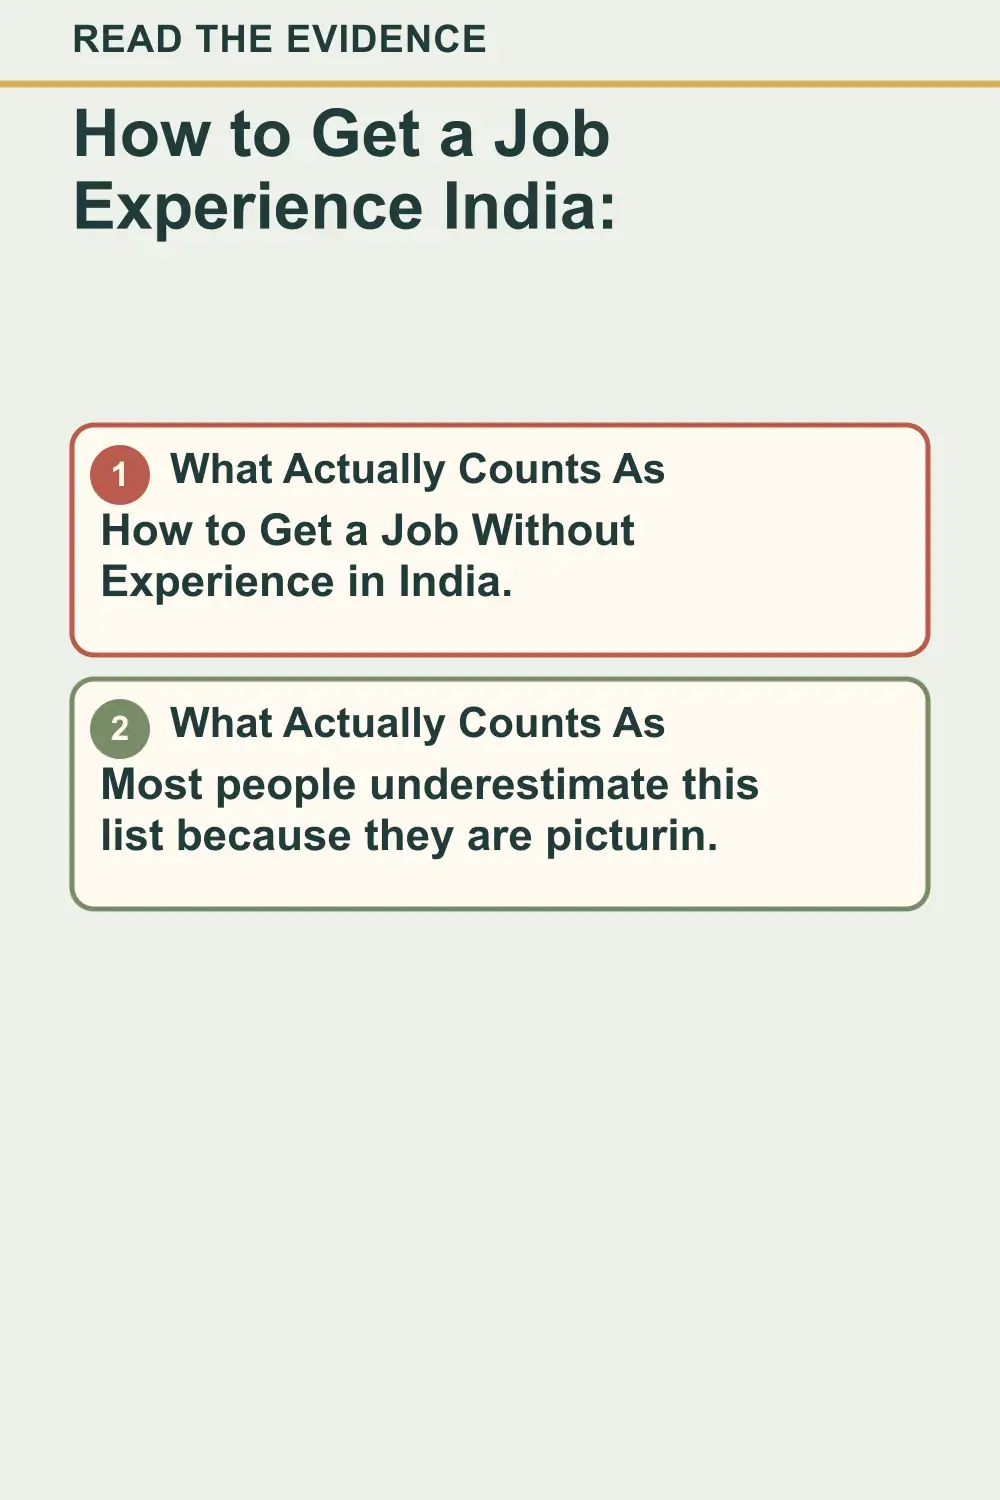 READ THE EVIDENCE
How to Get a Job
Experience India:
1 What Actually Counts As
How to Get a Job Without
Experience in India.
2 What Actually Counts As
Most people underestimate this
list because they are picturin.